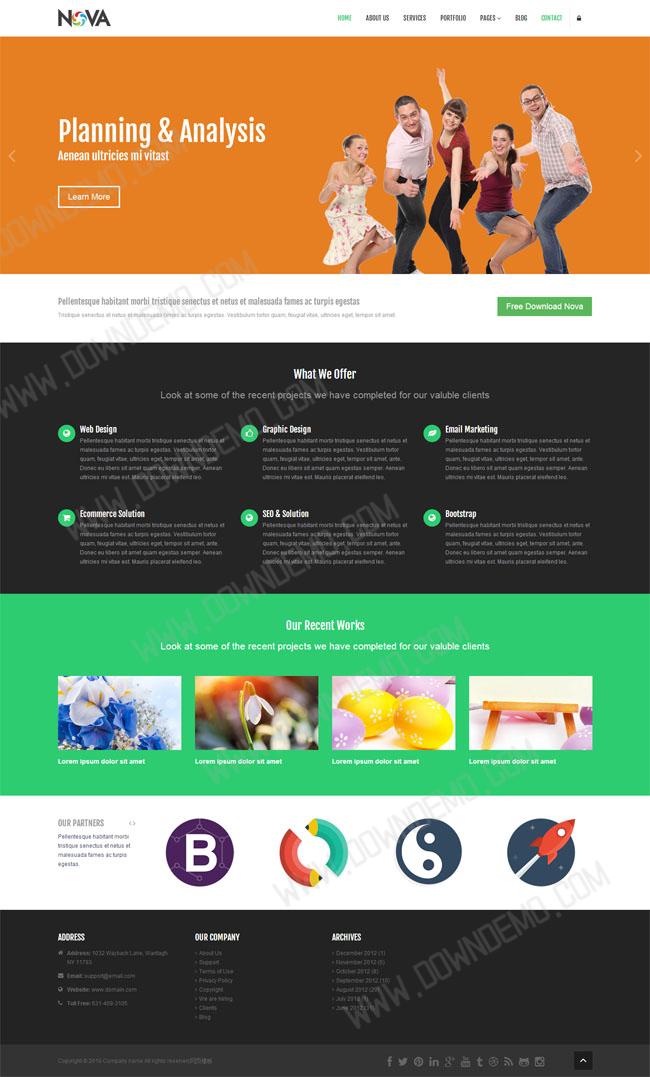 NOVA
HOME ABOUT US SERVICES PORTFOLIO PAGES BLOG CONTACT
Planning & Analysis
Aenean ultricies mi vitast
Learn More
Pellentesque habitant morbi tristique senectus et netus et malesuada fames ac turpis egestas
Tristique senectus et netus et malesuada fames ac turpis egestas. Vestibulum tortor quam, feugiat vitae, ultricies eget, tempor sit amet.
Free Download Nova
What We Offer
Look at some of the recent projects we have completed for our valuble clients
Web Design
Pellentesque habitant morbi tristique senectus et netus et
malesuada fames ac turpis egestas. Vestibulum tortor
quam, feugiat vitae, ultricies eget, tempor sit amet, ante.
Donec eu libero sit amet quam egestas semper. Aenean
ultricies mi vitae est. Mauris placerat eleifend leo.
Graphic Design
Pellentesque habitant morbi tristique senectus et netus et
malesuada fames ac turpis egestas. Vestibulum tortor
quam, feugiat vitae, ultricies eget, tempor sit amet, ante.
Donec eu libero sit amet quam egestas semper. Aenean
ultricies mi vitae est. Mauris placerat eleifend leo.
Email Marketing
Pellentesque habitant morbi tristique senectus et netus et
malesuada fames ac turpis egestas. Vestibulum tortor
quam, feugiat vitae, ultricies eget, tempor sit amet, ante.
Donec eu libero sit amet quam egestas semper. Aenean
ultricies mi vitae est. Mauris placerat eleifend leo.
Ecommerce Solution
Pellentesque habitant morbi tristique senectus et netus et
malesuada fames ac turpis egestas. Vestibulum tortor
quam, feugiat vitae, ultricies eget, tempor sit amet, ante.
Donec eu libero sit amet quam egestas semper. Aenean
ultricies mi vitae est. Mauris placerat eleifend leo.
SEO & Solution
Pellentesque habitant morbi tristique senectus et netus et
malesuada fames ac turpis egestas. Vestibulum tortor
quam, feugiat vitae, ultricies eget, tempor sit amet, ante.
Donec eu libero sit amet quam egestas semper. Aenean
ultricies mi vitae est. Mauris placerat eleifend leo.
Bootstrap
Pellentesque habitant morbi tristique senectus et netus et
malesuada fames ac turpis egestas. Vestibulum tortor
quam, feugiat vitae, ultricies eget, tempor sit amet, ante.
Donec eu libero sit amet quam egestas semper. Aenean
ultricies mi vitae est. Mauris placerat eleifend leo.
Our Recent Works
Look at some of the recent projects we have completed for our valuble clients
Lorem ipsum dolor sit amet
Lorem ipsum dolor sit amet
Lorem ipsum dolor sit amet
Lorem ipsum dolor sit amet
OUR PARTNERS
Pellentesque habitant morbi
tristique senectus et netus et
malesuada fames ac turpis
egestas.
B
ADDRESS
Address: 1032 Wayback Lane, Wantagh
NY 11793
Email: support@email.com
Website: www.domain.com
Toll Free: 631-409-3105
OUR COMPANY
About Us
Support
Terms of Use
Privacy Policy
Copyright
We are hiring
Clients
Blog
ARCHIVES
December 2012 (1)
November 2012 (5)
October 2012 (8)
September 2012 (10)
August 2012 (29)
July 2012 (1)
June 2012 (31)
Copyright © 2016 Company name All rights reserved
WWW.DOWNDEMO.COM
WWW.DOWNDEMO.COM
WWW.DOWNDEMO.COM
WWW.DOWNDEMO.COM
WWW.DOWNDEMO.COM
WWW.DOWNDEMO.COM
WWW.DOWNDEMO.COM